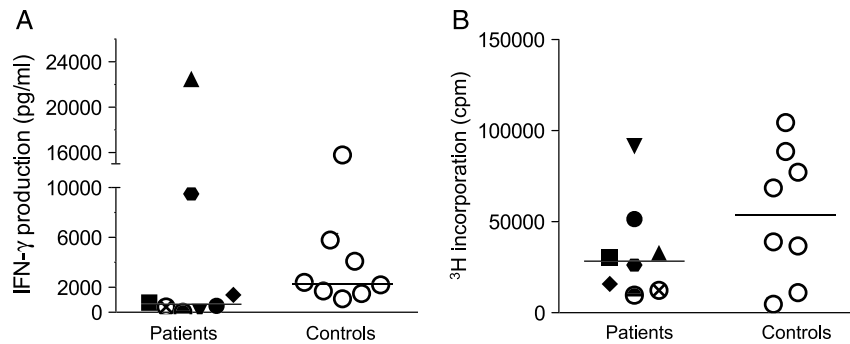 A
IFN-γ production (pg/ml)
24000
22000
16000
10000
6000
2000
0
Patients
Controls
B
³H incorporation (cpm)
150000
100000
50000
0
Patients
Controls